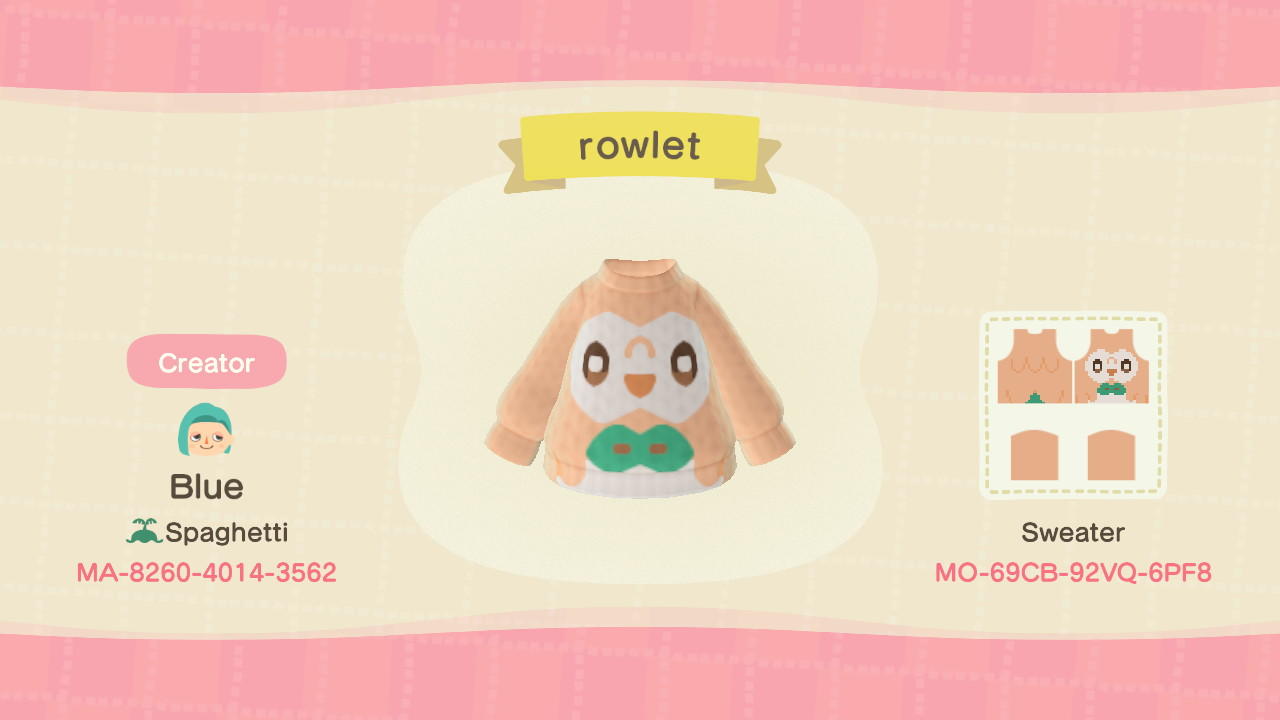 rowlet
Creator
Blue
Spaghetti
MA-8260-4014-3562
Sweater
MO-69CB-92VQ-6PF8